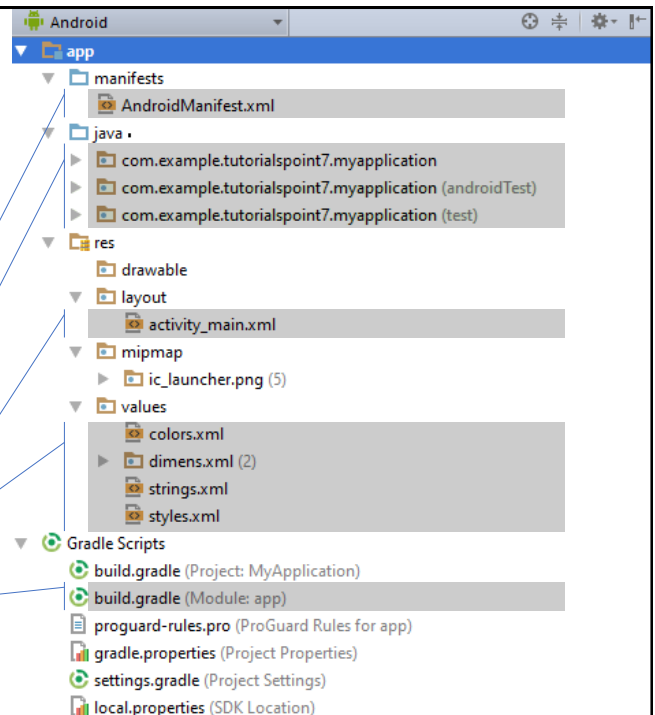 Android
app
manifests
AndroidManifest.xml
java
com.example.tutorialspoint7.myapplication
com.example.tutorialspoint7.myapplication (androidTest)
com.example.tutorialspoint7.myapplication (test)
res
drawable
layout
activity_main.xml
mipmap
ic_launcher.png (5)
values
colors.xml
dimens.xml (2)
strings.xml
styles.xml
Gradle Scripts
build.gradle (Project: MyApplication)
build.gradle (Module: app)
proguard-rules.pro (ProGuard Rules for app)
gradle.properties (Project Properties)
settings.gradle (Project Settings)
local.properties (SDK Location)